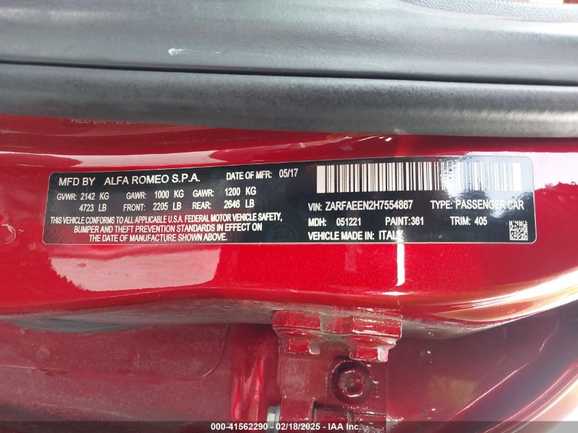 MFD BY ALFA ROMEO S.P.A. DATE OF MFR: 05/17
GVWR: 2142 KG GAWR: 1000 KG GAWR: 1200 KG
4723 LB FRONT: 2205 LB REAR: 2646 LB
THIS VEHICLE CONFORMS TO ALL APPLICABLE U.S.A. FEDERAL MOTOR VEHICLE SAFETY,
BUMPER AND THEFT PREVENTION STANDARDS IN EFFECT ON
THE DATE OF MANUFACTURE SHOWN ABOVE.
VIN: ZARFAEEN2H7554867 TYPE: PASSENGER CAR
MDH: 051221 PAINT: 361 TRIM: 405
VEHICLE MADE IN: ITALY
000-41562290 - 02/18/2025 - IAA Inc.